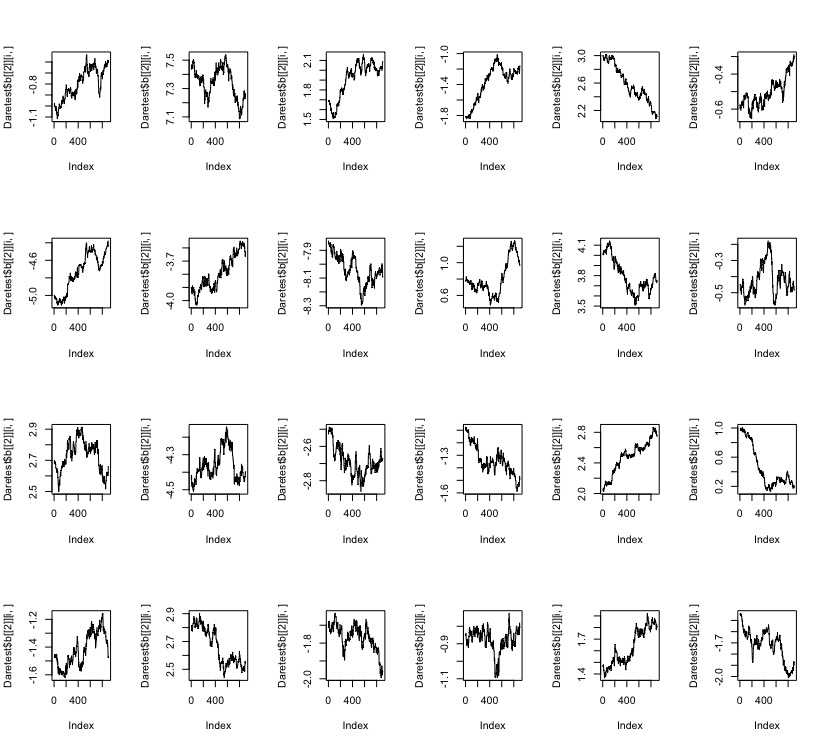 Daretest$b[[2]][i, ]
-0.8
-1.1
0 400
Index
Daretest$b[[2]][i, ]
7.5
7.3
7.1
0 400
Index
Daretest$b[[2]][i, ]
2.1
1.8
1.5
0 400
Index
Daretest$b[[2]][i, ]
-1.0
-1.4
-1.8
0 400
Index
Daretest$b[[2]][i, ]
3.0
2.6
2.2
0 400
Index
Daretest$b[[2]][i, ]
-0.4
-0.6
0 400
Index
Daretest$b[[2]][i, ]
-4.6
-5.0
0 400
Index
Daretest$b[[2]][i, ]
-3.7
-4.0
0 400
Index
Daretest$b[[2]][i, ]
-7.9
-8.1
-8.3
0 400
Index
Daretest$b[[2]][i, ]
1.0
0.6
0 400
Index
Daretest$b[[2]][i, ]
4.1
3.8
3.5
0 400
Index
Daretest$b[[2]][i, ]
-0.3
-0.5
0 400
Index
Daretest$b[[2]][i, ]
2.9
2.7
2.5
0 400
Index
Daretest$b[[2]][i, ]
-4.3
-4.5
0 400
Index
Daretest$b[[2]][i, ]
-2.6
-2.8
0 400
Index
Daretest$b[[2]][i, ]
-1.3
-1.6
0 400
Index
Daretest$b[[2]][i, ]
2.8
2.4
2.0
0 400
Index
Daretest$b[[2]][i, ]
1.0
0.6
0.2
0 400
Index
Daretest$b[[2]][i, ]
-1.2
-1.4
-1.6
0 400
Index
Daretest$b[[2]][i, ]
2.9
2.7
2.5
0 400
Index
Daretest$b[[2]][i, ]
-1.8
-2.0
0 400
Index
Daretest$b[[2]][i, ]
-0.9
-1.1
0 400
Index
Daretest$b[[2]][i, ]
1.7
1.4
0 400
Index
Daretest$b[[2]][i, ]
-1.7
-2.0
0 400
Index